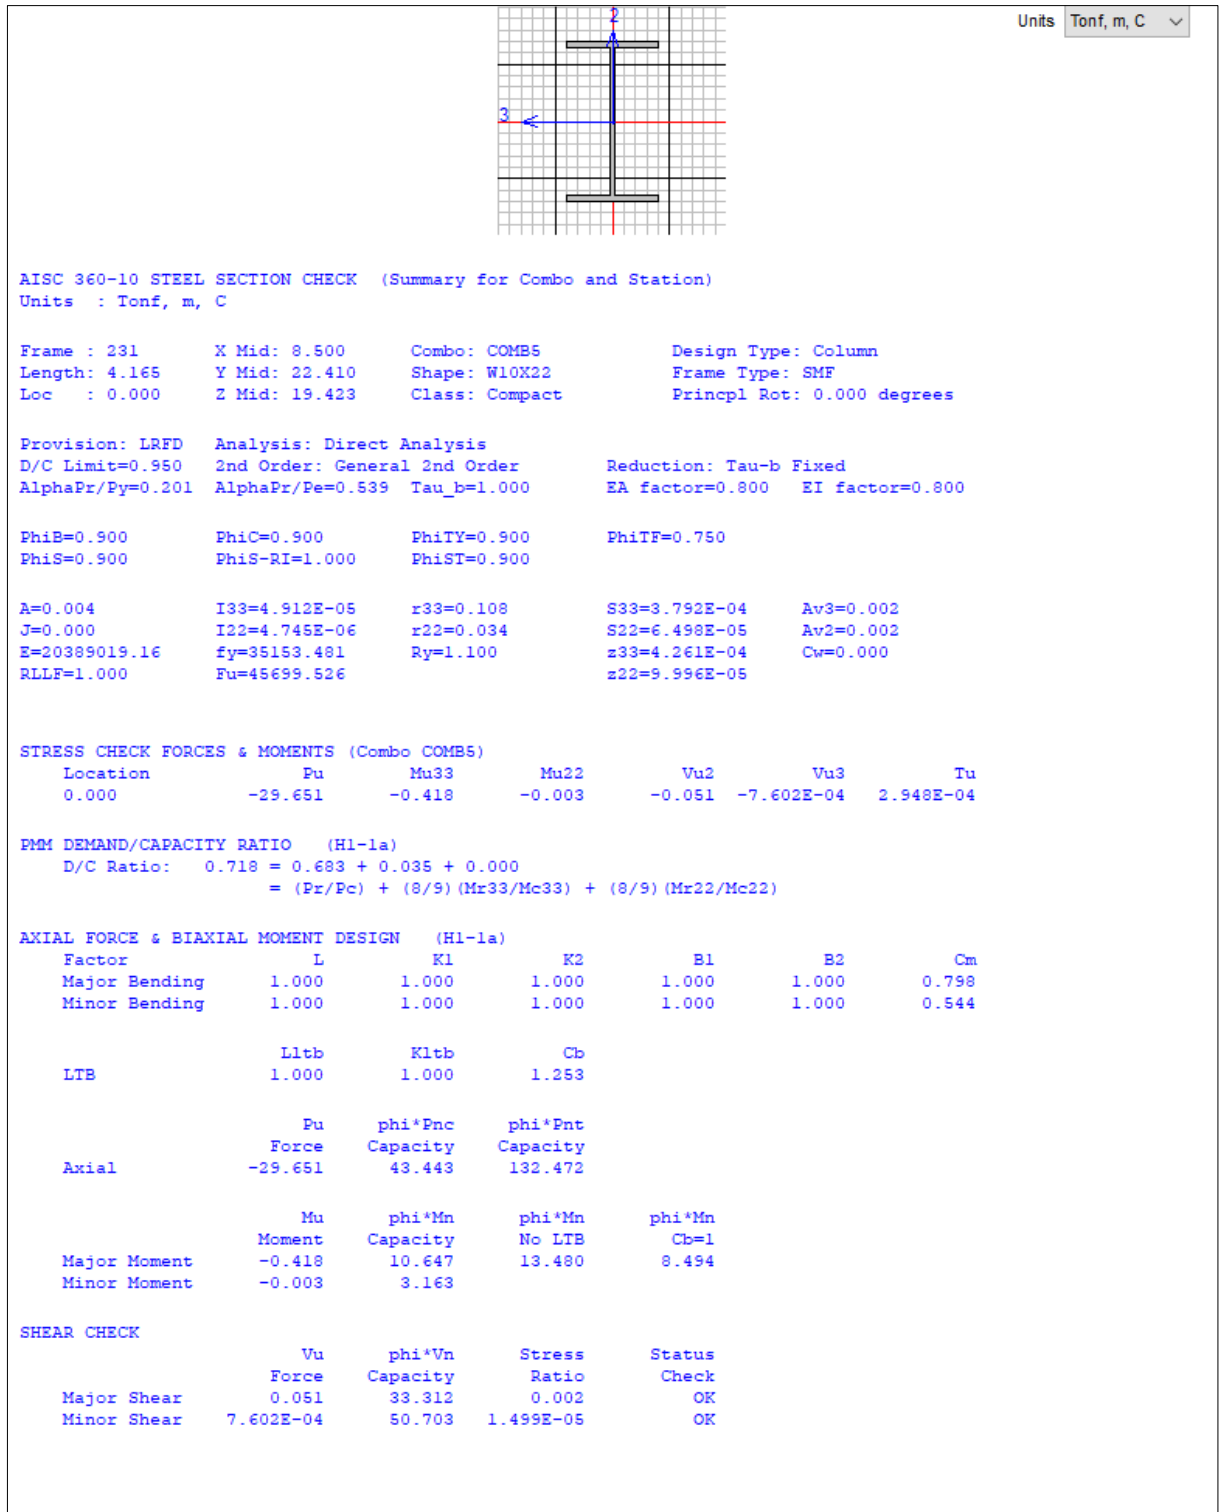 Units Tonf, m, C
2
3
AISC 360-10 STEEL SECTION CHECK (Summary for Combo and Station)
Units : Tonf, m, C
Frame : 231 X Mid: 8.500 Combo: COMB5 Design Type: Column
Length: 4.165 Y Mid: 22.410 Shape: W10X22 Frame Type: SMF
Loc : 0.000 Z Mid: 19.423 Class: Compact Princpl Rot: 0.000 degrees
Provision: LRFD Analysis: Direct Analysis
D/C Limit=0.950 2nd Order: General 2nd Order Reduction: Tau-b Fixed
AlphaPr/Py=0.201 AlphaPr/Pe=0.539 Tau_b=1.000 EA factor=0.800 EI factor=0.800
PhiB=0.900 PhiC=0.900 PhiTY=0.900 PhiTF=0.750
PhiS=0.900 PhiS-RI=1.000 PhiST=0.900
A=0.004 I33=4.912E-05 r33=0.108 S33=3.792E-04 Av3=0.002
J=0.000 I22=4.745E-06 r22=0.034 S22=6.498E-05 Av2=0.002
E=20389019.16 fy=35153.481 Ry=1.100 z33=4.261E-04 Cw=0.000
RLLF=1.000 Fu=45699.526 z22=9.996E-05
STRESS CHECK FORCES & MOMENTS (Combo COMB5)
Location Pu Mu33 Mu22 Vu2 Vu3 Tu
0.000 -29.651 -0.418 -0.003 -0.051 -7.602E-04 2.948E-04
PMM DEMAND/CAPACITY RATIO (H1-1a)
D/C Ratio: 0.718 = 0.683 + 0.035 + 0.000
= (Pr/Pc) + (8/9)(Mr33/Mc33) + (8/9)(Mr22/Mc22)
AXIAL FORCE & BIAXIAL MOMENT DESIGN (H1-1a)
Factor L K1 K2 B1 B2 Cm
Major Bending 1.000 1.000 1.000 1.000 1.000 0.798
Minor Bending 1.000 1.000 1.000 1.000 1.000 0.544
Lltb Kltb Cb
LTB 1.000 1.000 1.253
Pu phi*Pnc phi*Pnt
Force Capacity Capacity
Axial -29.651 43.443 132.472
Mu phi*Mn phi*Mn phi*Mn
Moment Capacity No LTB Cb=1
Major Moment -0.418 10.647 13.480 8.494
Minor Moment -0.003 3.163
SHEAR CHECK
Vu phi*Vn Stress Status
Force Capacity Ratio Check
Major Shear 0.051 33.312 0.002 OK
Minor Shear 7.602E-04 50.703 1.499E-05 OK